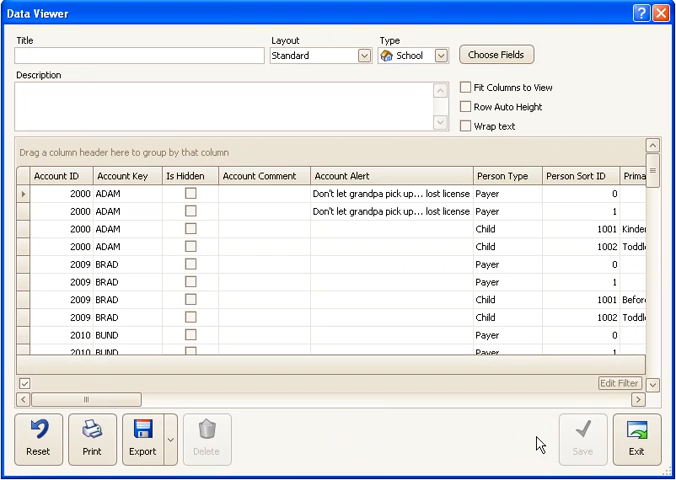 Data Viewer
Title
Layout
Type
Standard
School
Choose Fields
Description
Fit Columns to View
Row Auto Height
Wrap text
Drag a column header here to group by that column
Account ID Account Key Is Hidden Account Comment Account Alert Person Type Person Sort ID Prima
2000 ADAM Don't let grandpa pick up... lost license Payer 0
2000 ADAM Don't let grandpa pick up... lost license Payer 1
2000 ADAM Child 1001 Kinder
2000 ADAM Child 1002 Toddl
2009 BRAD Payer 0
2009 BRAD Payer 1
2009 BRAD Child 1001 Before
2009 BRAD Child 1002 Toddl
2010 BUND Payer 0
2010 BUND Payer 1
Edit Filter
Reset Print Export Delete Save Exit